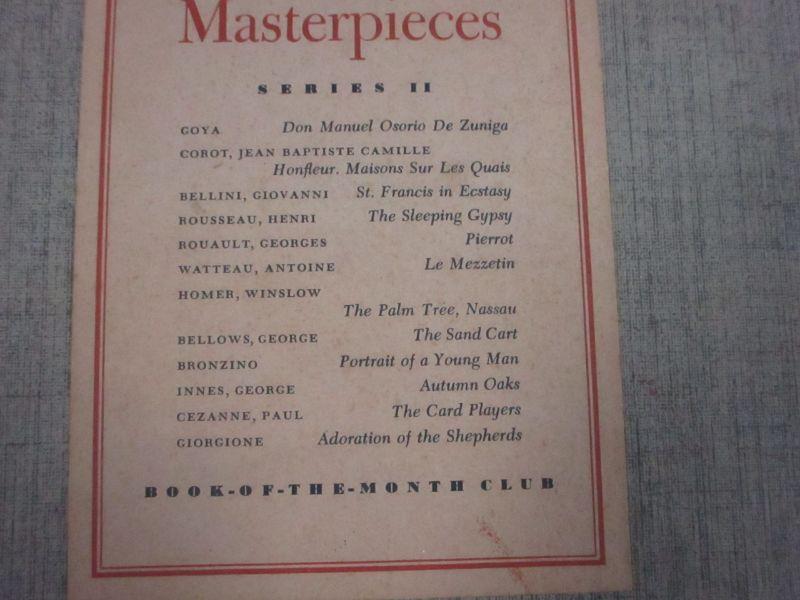 Masterpieces
SERIES II
GOYA Don Manuel Osorio De Zuniga
COROT, JEAN BAPTISTE CAMILLE
Honfleur. Maisons Sur Les Quais
BELLINI, GIOVANNI St. Francis in Ecstasy
ROUSSEAU, HENRI The Sleeping Gypsy
ROUAULT, GEORGES Pierrot
WATTEAU, ANTOINE Le Mezzetin
HOMER, WINSLOW
The Palm Tree, Nassau
BELLOWS, GEORGE The Sand Cart
BRONZINO Portrait of a Young Man
INNES, GEORGE Autumn Oaks
CEZANNE, PAUL The Card Players
GIORGIONE Adoration of the Shepherds
BOOK-OF-THE-MONTH CLUB